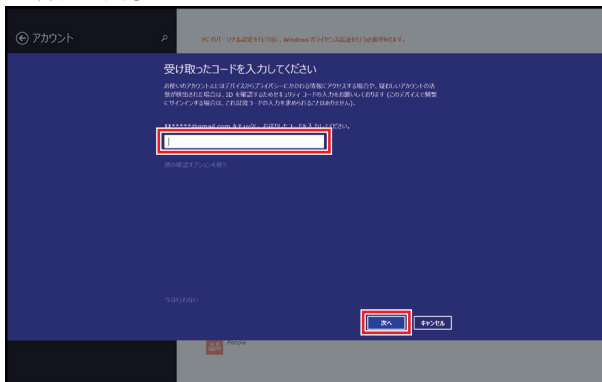 アカウント
PC のパーソナル設定を行う前に、Windows のライセンス認証を行う必要があります。
受け取ったコードを入力してください
お使いのアカウントまたはデバイスからプライバシーにかかわる情報にアクセスする場合や、疑わしいアカウントの活
動が検出された場合は、ID を確認するためセキュリティ コードの入力をお願いしております (このデバイスで頻繁
にサインインする場合は、これ以降コードの入力を求められることはありません)。
@gmail.com
別の確認オプションを使う
今は行わない
次へ
キャンセル
People